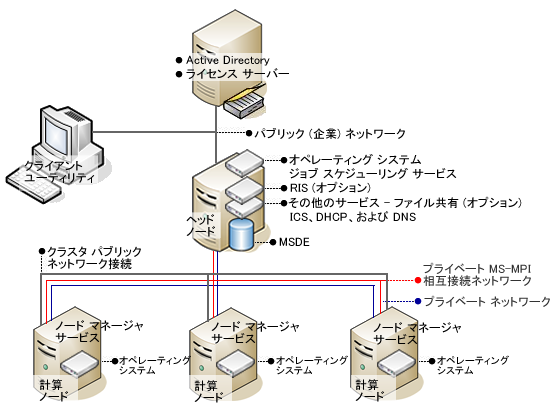 ● Active Directory
● ライセンス サーバー
パブリック (企業) ネットワーク
クライアント
ユーティリティ
オペレーティング システム
ジョブ スケジューリング サービス
RIS (オプション)
その他のサービス − ファイル共有 (オプション)
ICS、DHCP、および DNS
ヘッド
ノード
MSDE
クラスタ パブリック
ネットワーク接続
プライベート MS-MPI
相互接続ネットワーク
プライベート ネットワーク
ノード マネージャ
サービス
オペレーティング
システム
計算
ノード
ノード マネージャ
サービス
オペレーティング
システム
計算
ノード
ノード マネージャ
サービス
オペレーティング
システム
計算
ノード